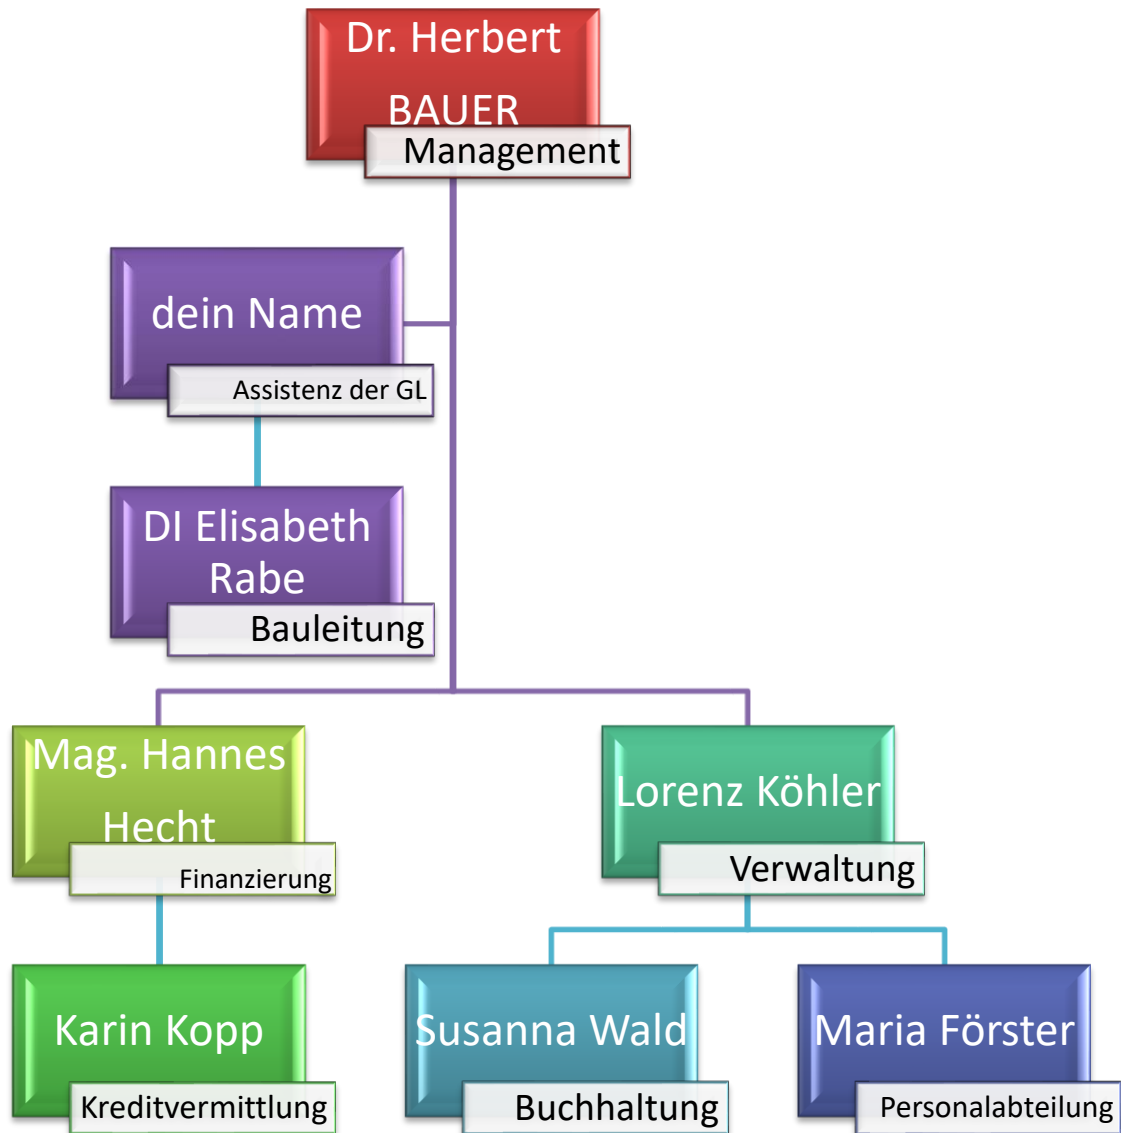 Dr. Herbert
BAUER
Management
dein Name
Assistenz der GL
DI Elisabeth
Rabe
Bauleitung
Mag. Hannes
Hecht
Finanzierung
Lorenz Köhler
Verwaltung
Karin Kopp
Kreditvermittlung
Susanna Wald
Buchhaltung
Maria Förster
Personalabteilung